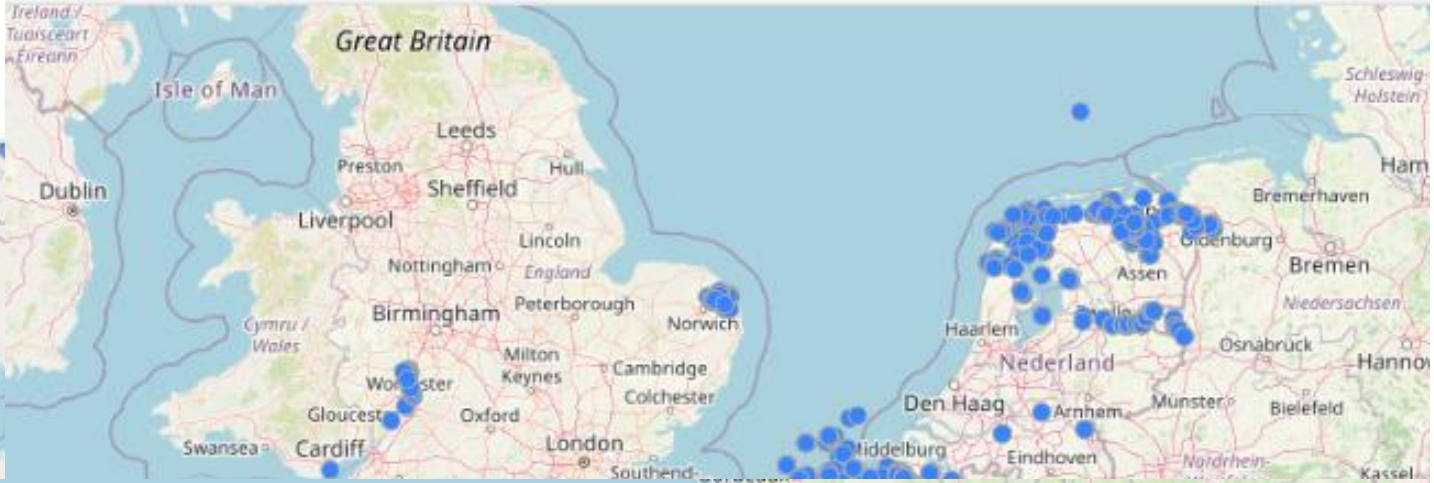 Ireland /
Tuaisceart
Éireann
Great Britain
Isle of Man
Schleswig-
Holstein
Leeds
Preston
Hull
Ham
Dublin
Sheffield
Bremerhaven
Liverpool
Lincoln
Oldenburg
Nottingham
England
Assen
Bremen
Birmingham
Peterborough
Niedersachsen
Cymru /
Wales
Norwich
Haarlem
Milton
Keynes
Cambridge
Nederland
Osnabrück
Hannov
Colchester
Gloucest
Oxford
Den Haag
Arnhem
Münster
Bielefeld
Swansea
Cardiff
London
Middelburg
Eindhoven
Southend-
Nordrhein-
Kassel